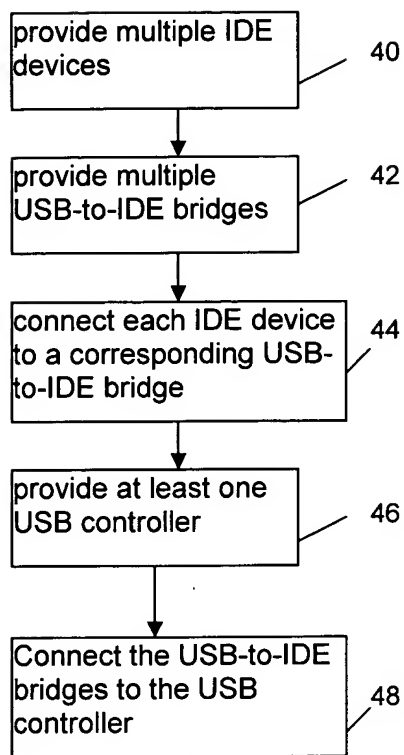 provide multiple IDE
devices
40
provide multiple
USB-to-IDE bridges
42
connect each IDE device
to a corresponding USB-
to-IDE bridge
44
provide at least one
USB controller
46
Connect the USB-to-IDE
bridges to the USB
controller
48